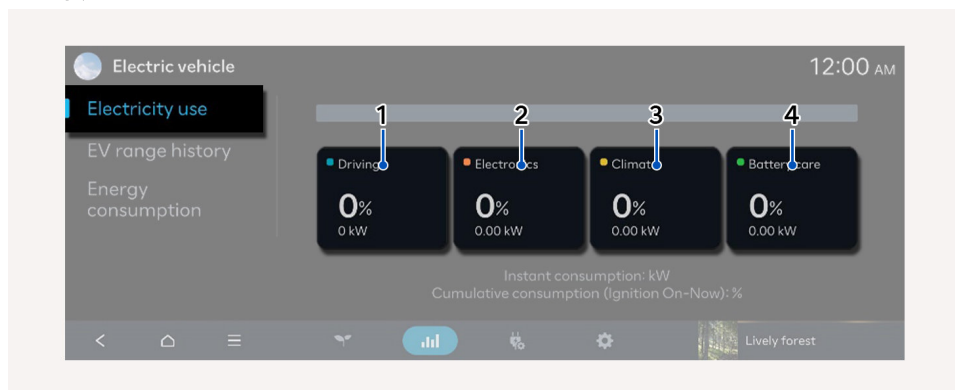 Electric vehicle
12:00 AM
Electricity use
EV range history
Energy
consumption
1
2
3
4
Driving
0%
0 kW
Electronics
0%
0.00 kW
Climate
0%
0.00 kW
Battery care
0%
0.00 kW
Instant consumption: kW
Cumulative consumption (Ignition On-Now): %
Lively forest